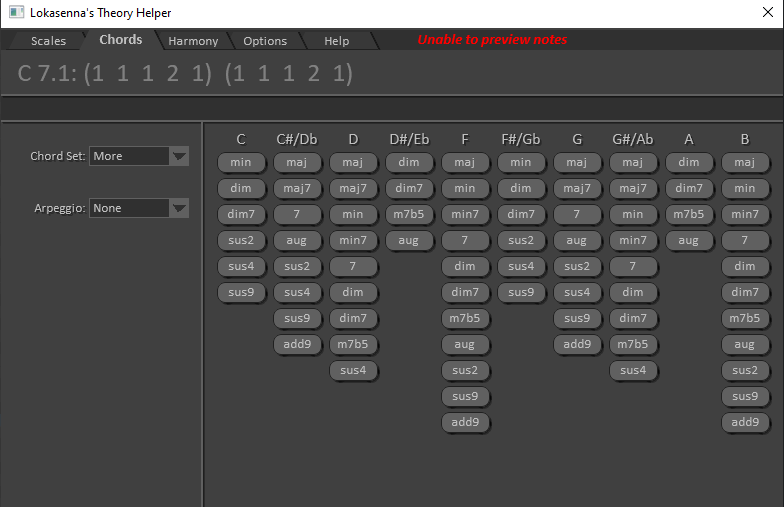 Lokasenna's Theory Helper
Scales Chords Harmony Options Help Unable to preview notes
C 7.1: (1 1 1 2 1) (1 1 1 2 1)
Chord Set: More
Arpeggio: None
C C#/Db D D#/Eb F F#/Gb G G#/Ab A B
min maj maj dim maj min maj maj dim maj
dim maj7 maj7 dim7 min dim maj7 maj7 dim7 min
dim7 7 min m7b5 min7 dim7 7 min m7b5 min7
sus2 aug min7 aug 7 sus2 aug min7 aug 7
sus4 sus2 7 dim sus4 sus2 7 dim
sus9 sus4 dim dim7 sus9 sus4 dim dim7
sus9 dim7 m7b5 sus9 dim7 m7b5
add9 m7b5 aug add9 m7b5 aug
sus4 sus2 sus4 sus2
sus9 sus9
add9 add9